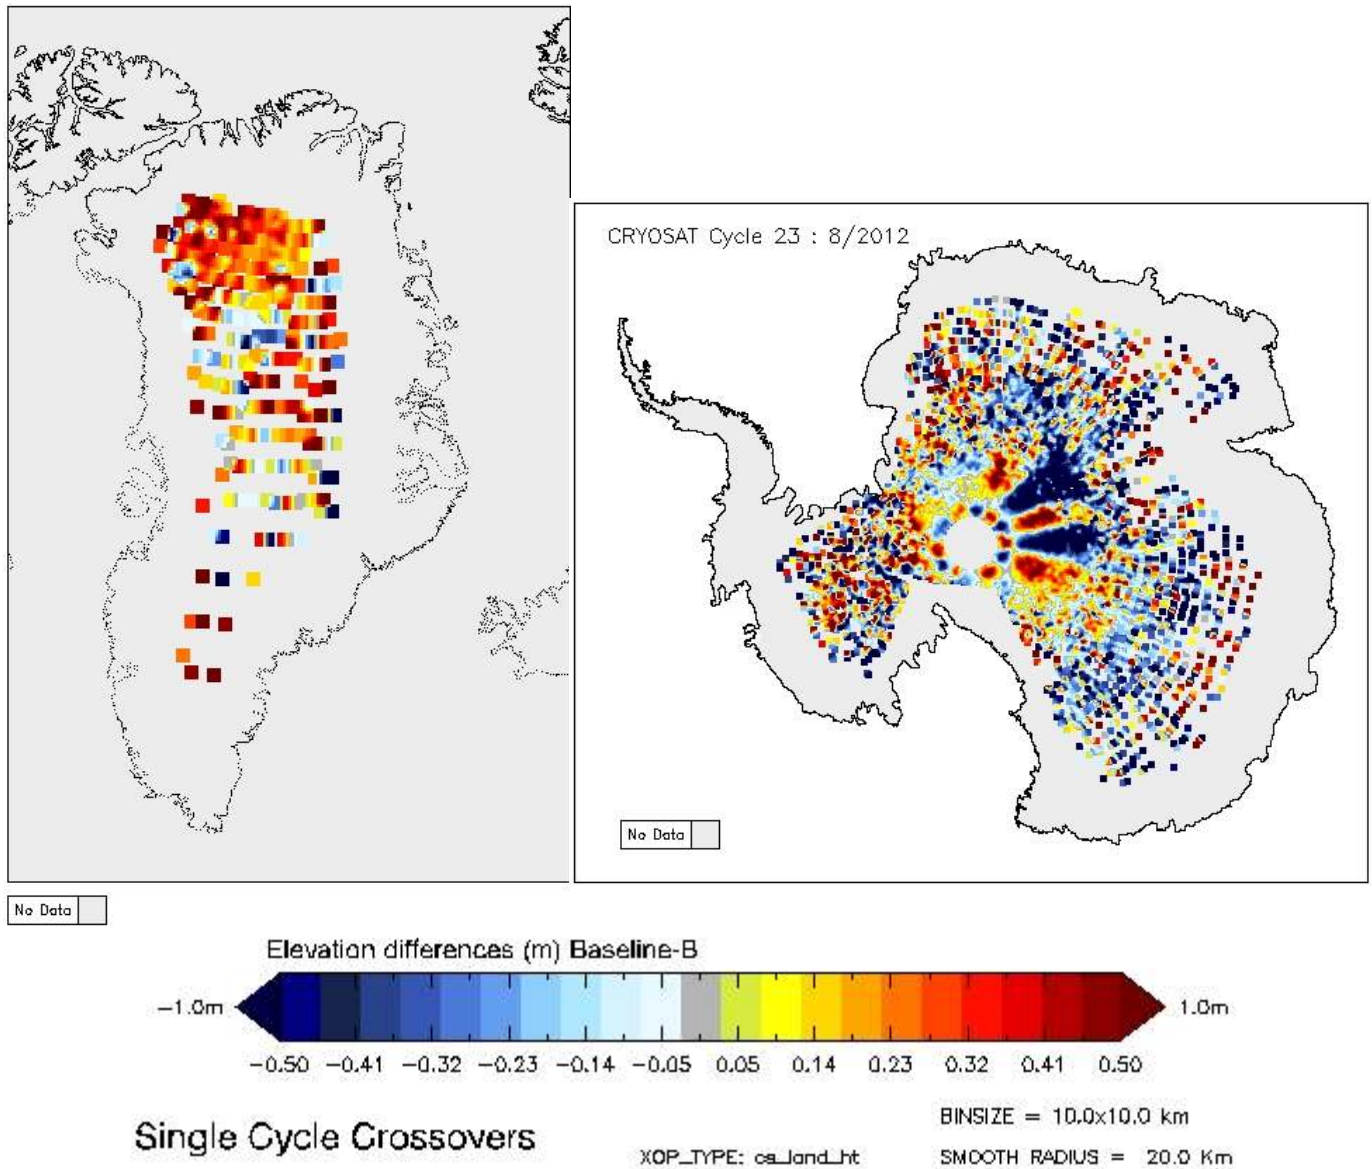 CRYOSAT Cycle 23 : 8/2012
No Data
No Data
Elevation differences (m) Baseline-B
-1.0m
1.0m
-0.50 -0.41 -0.32 -0.23 -0.14 -0.05 0.05 0.14 0.23 0.32 0.41 0.50
BINSIZE = 10.0x10.0 km
Single Cycle Crossovers
XOP_TYPE: cs_land_ht
SMOOTH RADIUS = 20.0 Km